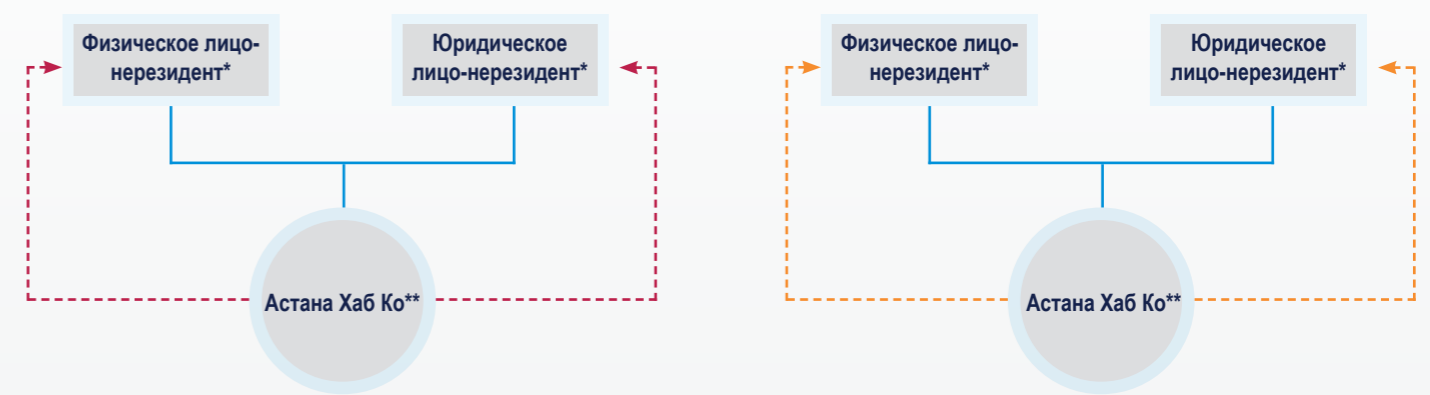 Физическое лицо-
нерезидент*
Юридическое
лицо-нерезидент*
Астана Хаб Ко**
Физическое лицо-
нерезидент*
Юридическое
лицо-нерезидент*
Астана Хаб Ко**